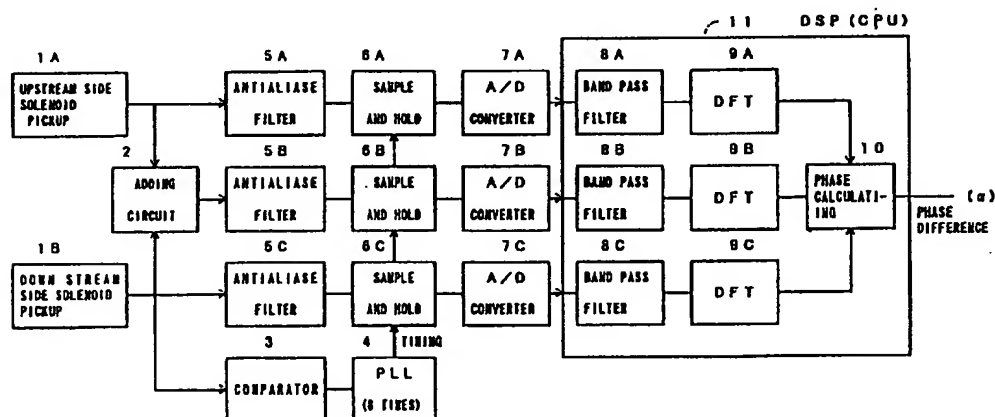 11
DSP (CPU)
1A
5A
6A
7A
8A
9A
UPSTREAM SIDE
SOLENOID
PICKUP
ANTIALIASE
FILTER
SAMPLE
AND HOLD
A/D
CONVERTER
BAND PASS
FILTER
DFT
2
5B
6B
7B
8B
9B
10
ADDING
CIRCUIT
ANTIALIASE
FILTER
SAMPLE
AND HOLD
A/D
CONVERTER
BAND PASS
FILTER
DFT
PHASE
CALCULATI-
NG
(α)
PHASE
DIFFERENCE
1B
5C
6C
7C
8C
9C
DOWN STREAM
SIDE SOLENOID
PICKUP
ANTIALIASE
FILTER
SAMPLE
AND HOLD
A/D
CONVERTER
BAND PASS
FILTER
DFT
3
4
TIMING
COMPARATOR
PLL
(8 TIMES)